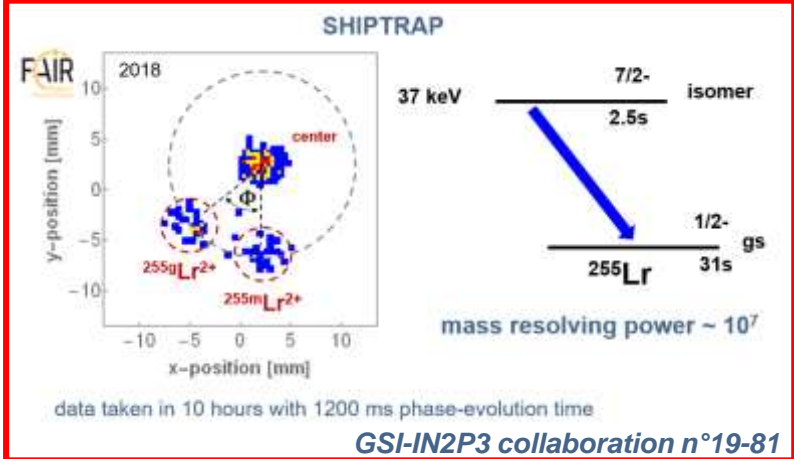 SHIPTRAP
FAIR
2018
10
5
0
−5
−10
−10 −5 0 5 10
y−position [mm]
x−position [mm]
center
Φ
²⁵⁵ᵍLr²⁺
²⁵⁵ᵐLr²⁺
37 keV
7/2-
isomer
2.5s
1/2-
gs
²⁵⁵Lr
31s
mass resolving power ~ 10⁷
data taken in 10 hours with 1200 ms phase-evolution time
GSI-IN2P3 collaboration n°19-81